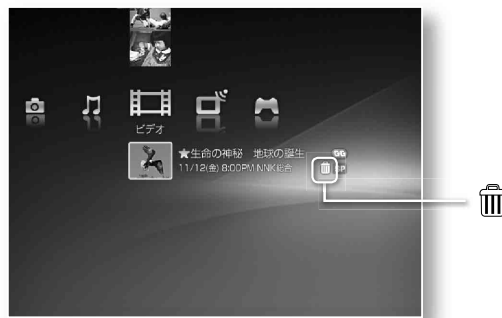 ビデオ
★生命の神秘 地球の誕生
GG
11/12(金) 8:00PM NNK総合